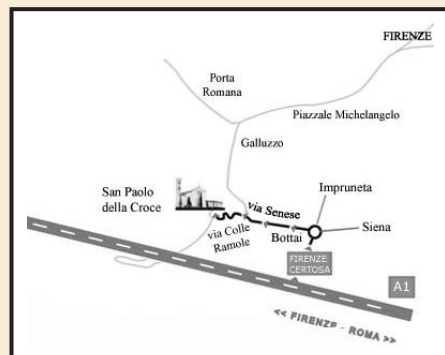 FIRENZE
Porta
Romana
Piazzale Michelangelo
Galluzzo
Impruneta
San Paolo
della Croce
via Senese
Siena
Bottai
via Colle
Ramole
FIRENZE
CERTOSA
A1
<< FIRENZE - ROMA >>